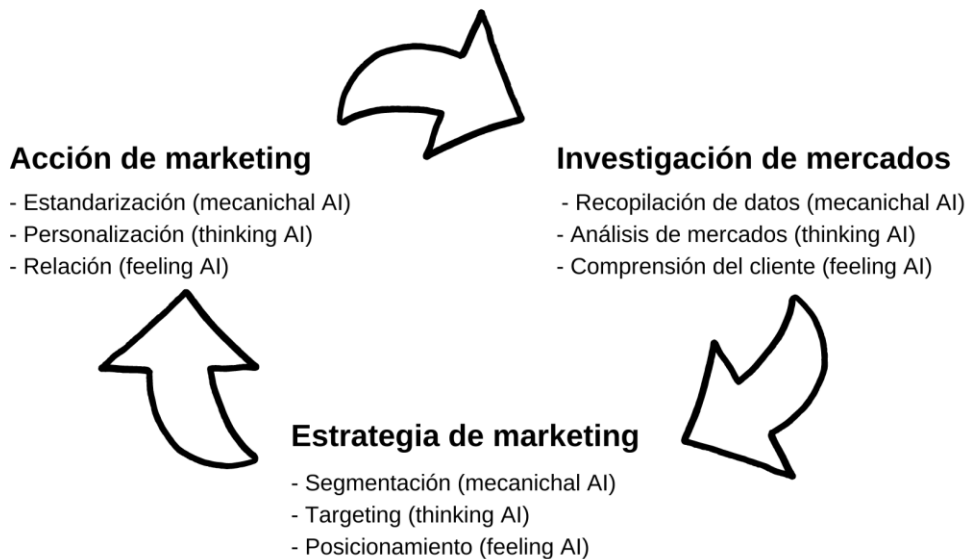 Acción de marketing
- Estandarización (mecanichal AI)
- Personalización (thinking AI)
- Relación (feeling AI)
Investigación de mercados
- Recopilación de datos (mecanichal AI)
- Análisis de mercados (thinking AI)
- Comprensión del cliente (feeling AI)
Estrategia de marketing
- Segmentación (mecanichal AI)
- Targeting (thinking AI)
- Posicionamiento (feeling AI)